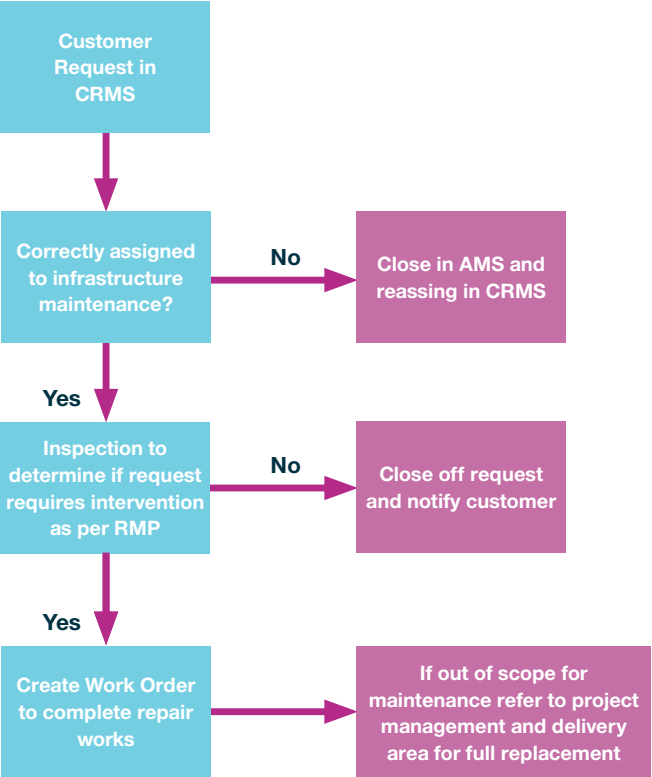 Customer
Request in
CRMS
Correctly assigned
to infrastructure
maintenance?
No
Close in AMS and
reassing in CRMS
Yes
Inspection to
determine if request
requires intervention
as per RMP
No
Close off request
and notify customer
Yes
Create Work Order
to complete repair
works
If out of scope for
maintenance refer to project
management and delivery
area for full replacement